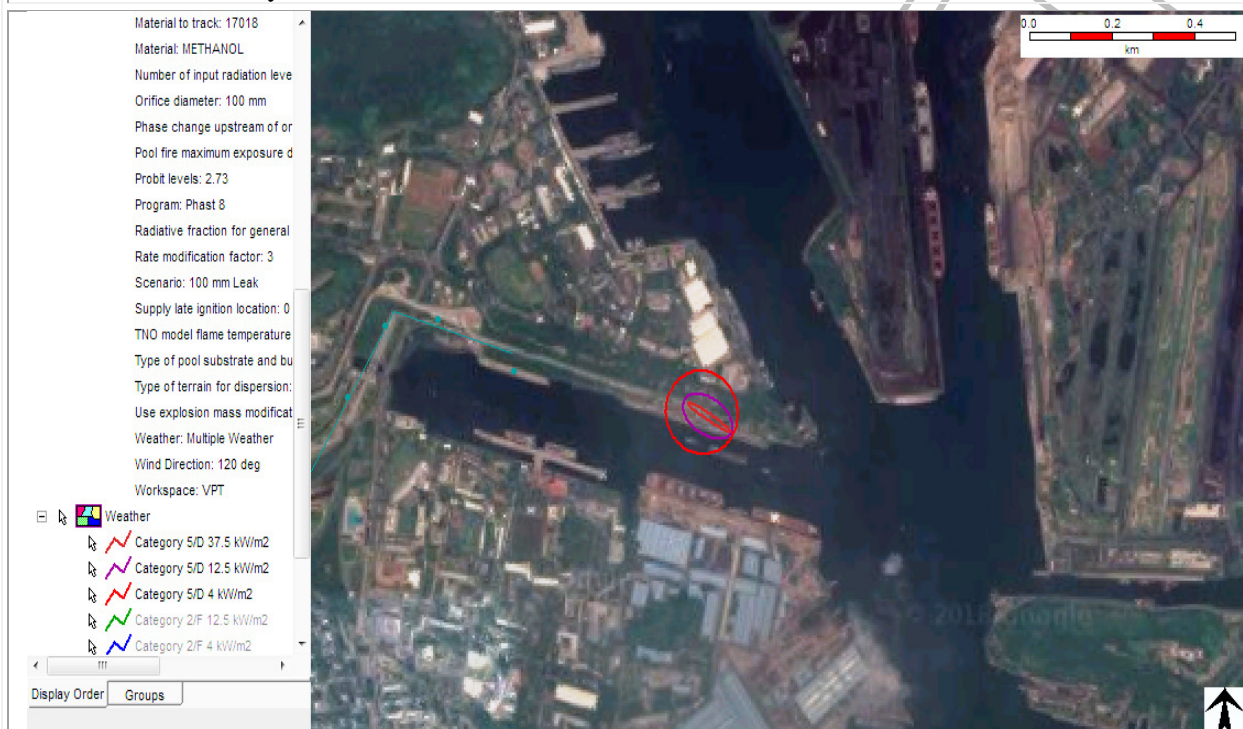 Material to track: 17018
Material: METHANOL
Number of input radiation leve
Orifice diameter: 100 mm
Phase change upstream of or
Pool fire maximum exposure d
Probit levels: 2.73
Program: Phast 8
Radiative fraction for general
Rate modification factor: 3
Scenario: 100 mm Leak
Supply late ignition location: 0
TNO model flame temperature
Type of pool substrate and bu
Type of terrain for dispersion:
Use explosion mass modificat
Weather: Multiple Weather
Wind Direction: 120 deg
Workspace: VPT
Weather
Category 5/D 37.5 kW/m2
Category 5/D 12.5 kW/m2
Category 5/D 4 kW/m2
Category 2/F 12.5 kW/m2
Category 2/F 4 kW/m2
Display Order Groups
0.0 0.2 0.4
km
Google